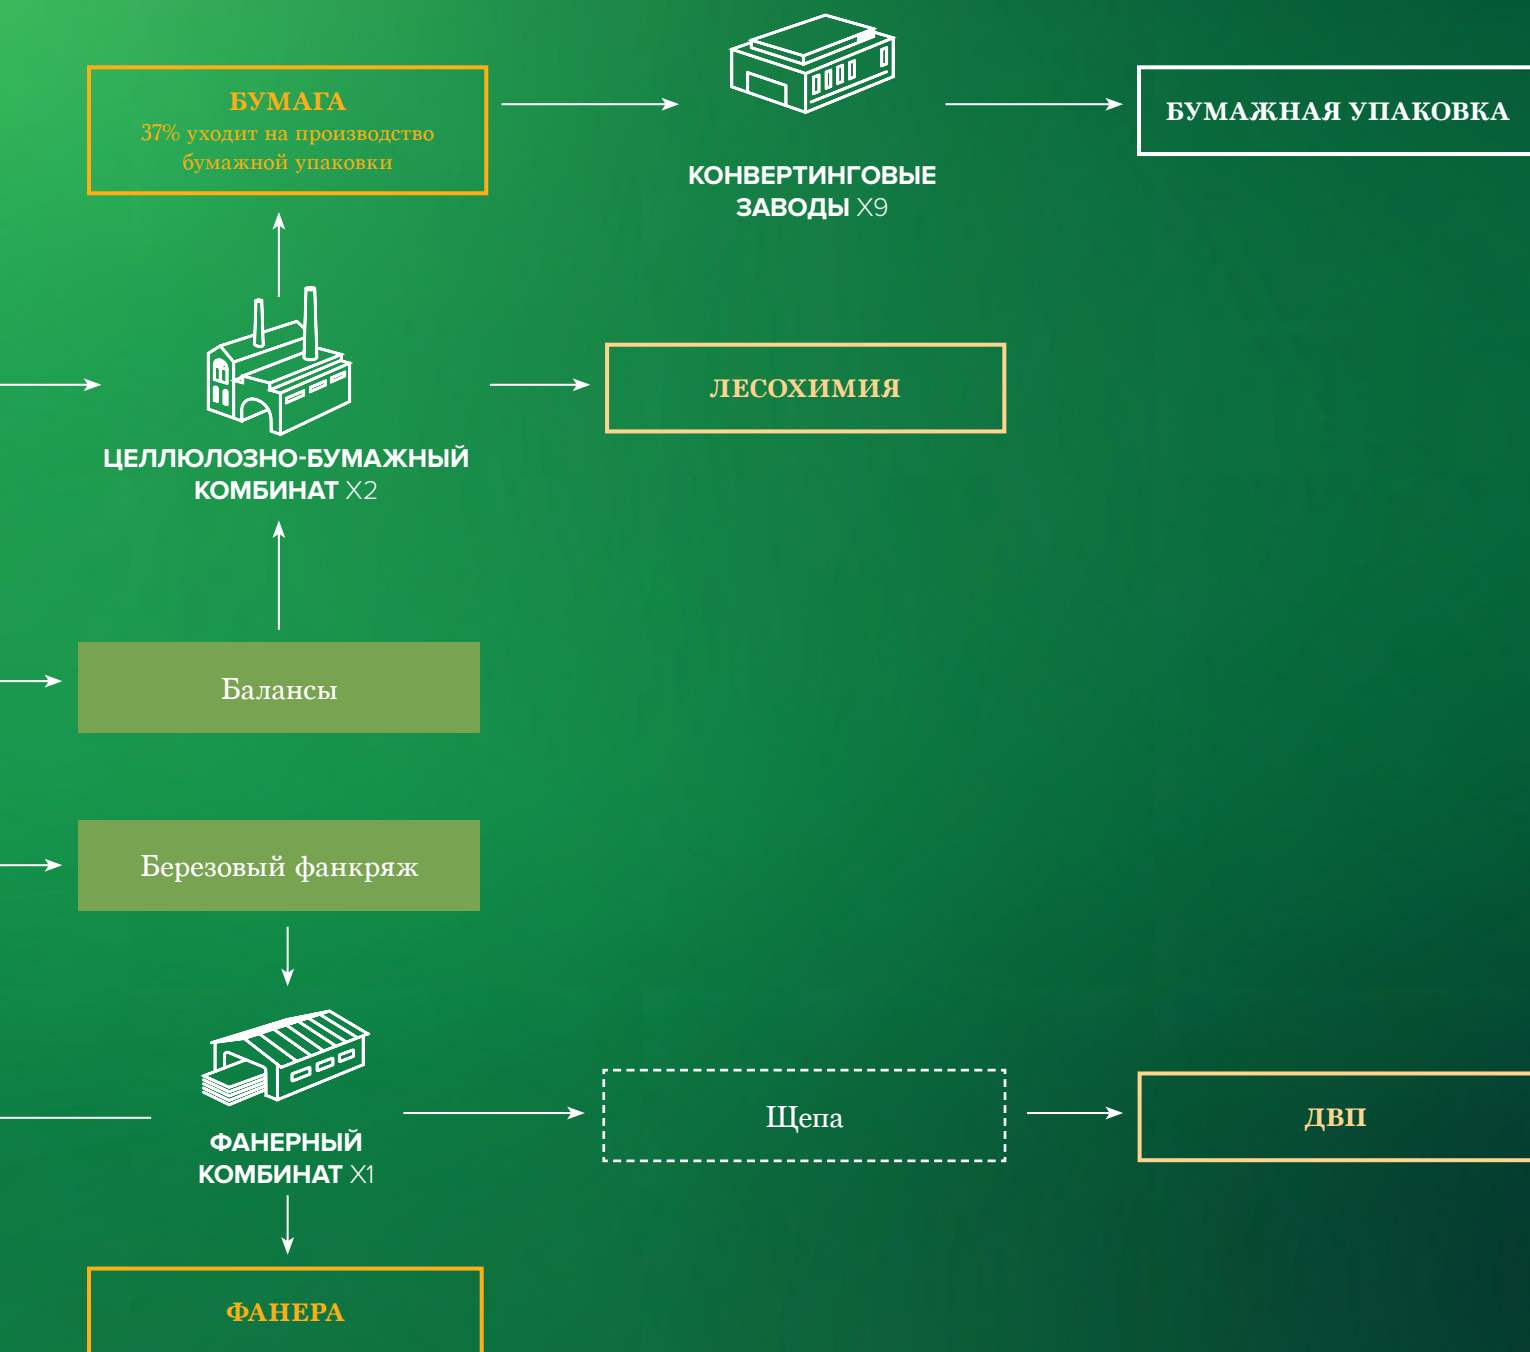 БУМАГА
37% уходит на производство
бумажной упаковки
КОНВЕРТИНГОВЫЕ
ЗАВОДЫ X9
БУМАЖНАЯ УПАКОВКА
ЦЕЛЛЮЛОЗНО-БУМАЖНЫЙ
КОМБИНАТ X2
ЛЕСОХИМИЯ
Балансы
Березовый фанкряж
ФАНЕРНЫЙ
КОМБИНАТ X1
Щепа
ДВП
ФАНЕРА